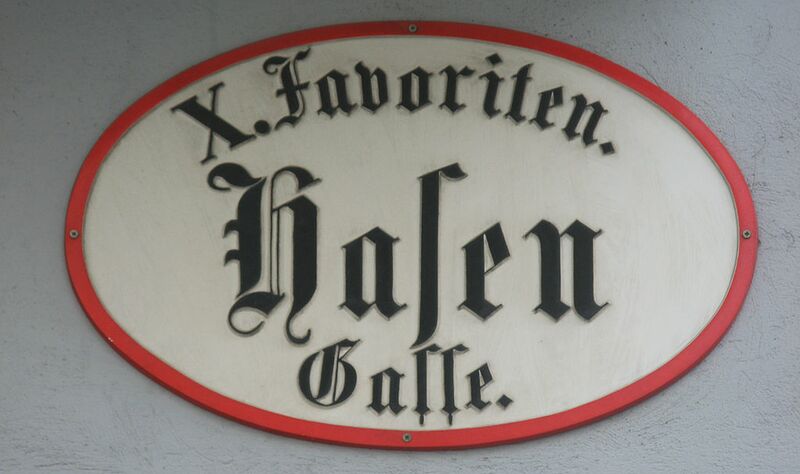 X. Favoriten.
Haſen
Gaſſe.